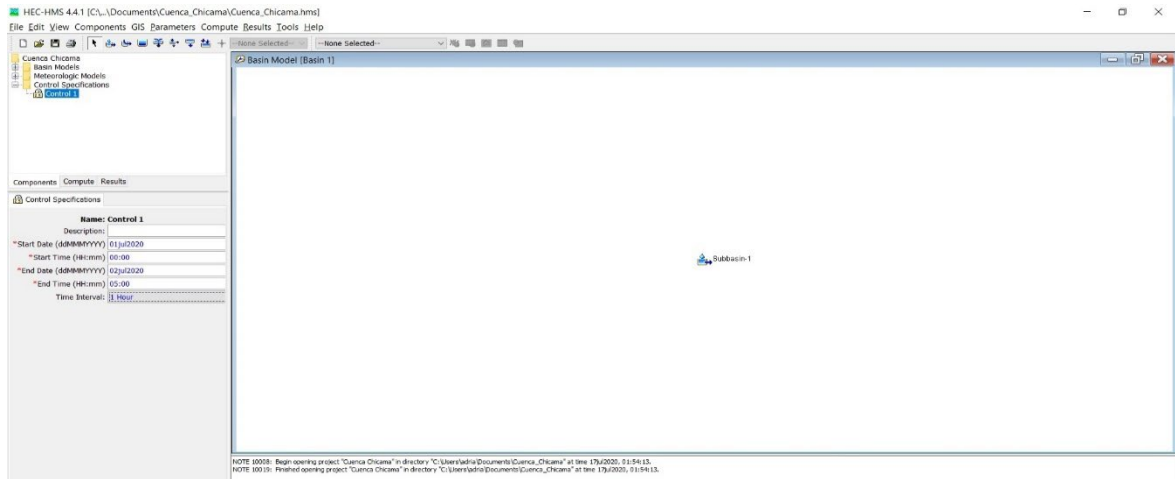 HEC-HMS 4.4.1 [C:\...\Documents\Cuenca_Chicama\Cuenca_Chicama.hms]
File Edit View Components GIS Parameters Compute Results Tools Help
--None Selected-- --None Selected--
Cuenca Chicama
Basin Models
Meteorologic Models
Control Specifications
Control 1
Components Compute Results
Control Specifications
Name: Control 1
Description:
*Start Date (ddMMMYYYY) 01Jul2020
*Start Time (HH:mm) 00:00
*End Date (ddMMMYYYY) 02Jul2020
*End Time (HH:mm) 05:00
Time Interval: 1 Hour
Basin Model [Basin 1]
Subbasin-1
NOTE 10008: Begin opening project "Cuenca Chicama" in directory "C:\Users\adria\Documents\Cuenca_Chicama" at time 17Jul2020, 01:54:13.
NOTE 10019: Finished opening project "Cuenca Chicama" in directory "C:\Users\adria\Documents\Cuenca_Chicama" at time 17Jul2020, 01:54:13.